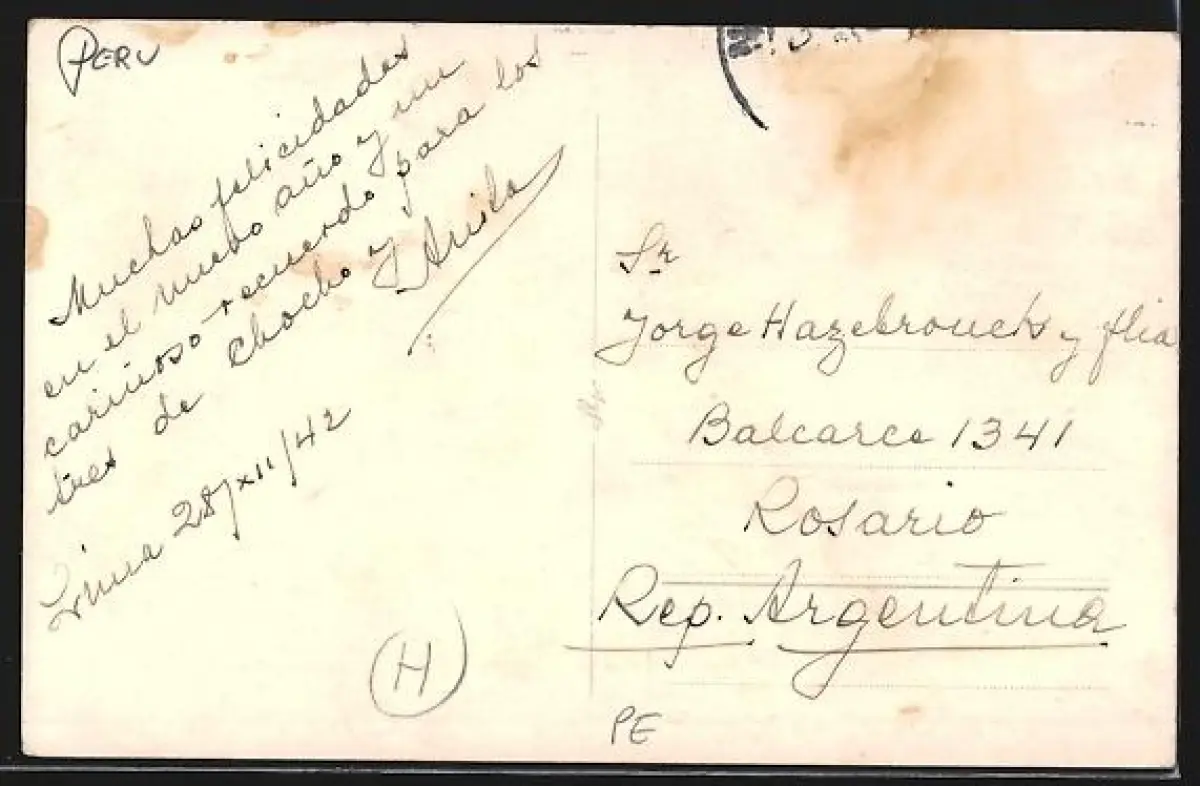 PERU
Muchas felicidades
en el nuevo año y un
cariñoso recuerdo para los
tres de Chocho y Avila
Lima 28/XII/42
H
Sr
Jorge Hazebrouck y flia
Balcarce 1341
Rosario
Rep. Argentina
PE